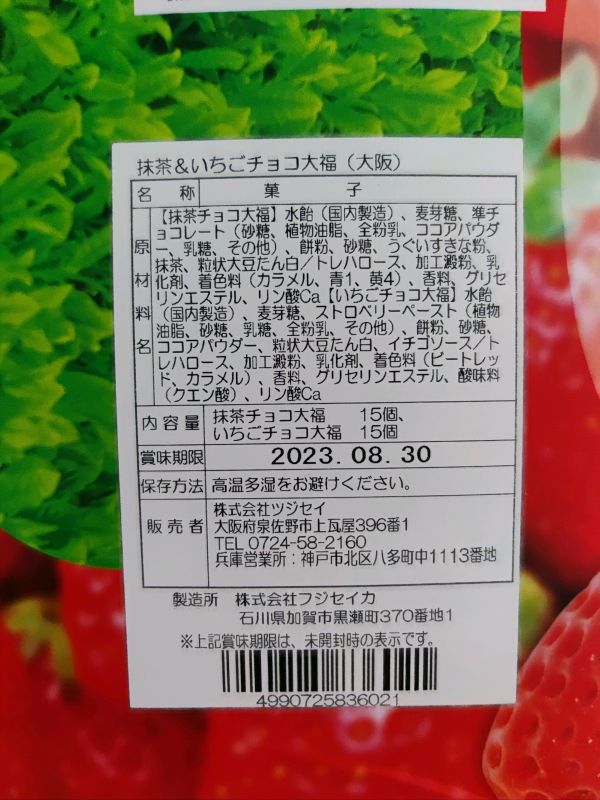 抹茶&いちごチョコ大福（大阪）
名称 菓子
原材料名
【抹茶チョコ大福】水飴（国内製造）、麦芽糖、準チ
ョコレート（砂糖、植物油脂、全粉乳、ココアパウダ
ー、乳糖、その他）、餅粉、砂糖、うぐいすきな粉、
抹茶、粒状大豆たん白／トレハロース、加工澱粉、乳
化剤、着色料（カラメル、青1、黄4）、香料、グリセ
リンエステル、リン酸Ca【いちごチョコ大福】水飴
（国内製造）、麦芽糖、ストロベリーペースト（植物
油脂、砂糖、乳糖、全粉乳、その他）、餅粉、砂糖、
ココアパウダー、粒状大豆たん白、イチゴソース／ト
レハロース、加工澱粉、乳化剤、着色料（ビートレッ
ド、カラメル）、香料、グリセリンエステル、酸味料
（クエン酸）、リン酸Ca
内容量 抹茶チョコ大福 15個、
いちごチョコ大福 15個
賞味期限 2023.08.30
保存方法 高温多湿をお避けください。
販売者 株式会社ツジセイ
大阪府泉佐野市上瓦屋396番1
TEL 0724-58-2160
兵庫営業所：神戸市北区八多町中1113番地
製造所 株式会社フジセイカ
石川県加賀市黒瀬町370番地1
※上記賞味期限は、未開封時の表示です。
4990725836021